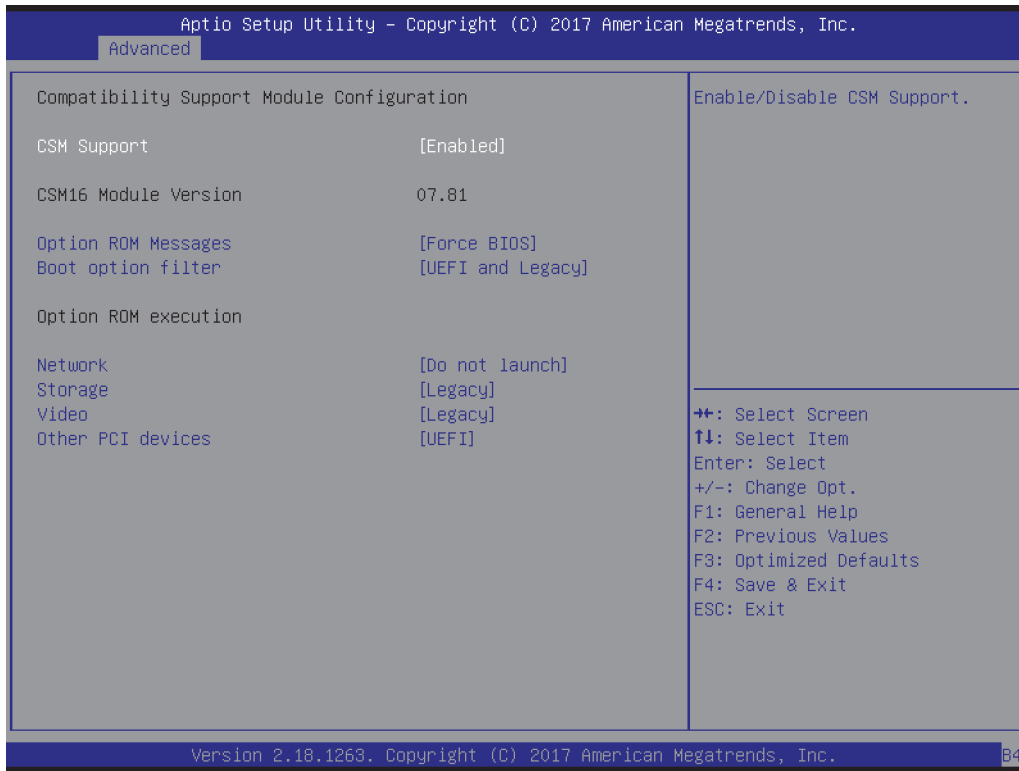 Aptio Setup Utility – Copyright (C) 2017 American Megatrends, Inc.
Advanced
Compatibility Support Module Configuration
CSM Support [Enabled]
CSM16 Module Version 07.81
Option ROM Messages [Force BIOS]
Boot option filter [UEFI and Legacy]
Option ROM execution
Network [Do not launch]
Storage [Legacy]
Video [Legacy]
Other PCI devices [UEFI]
Enable/Disable CSM Support.
→←: Select Screen
↑↓: Select Item
Enter: Select
+/-: Change Opt.
F1: General Help
F2: Previous Values
F3: Optimized Defaults
F4: Save & Exit
ESC: Exit
Version 2.18.1263. Copyright (C) 2017 American Megatrends, Inc.
B4